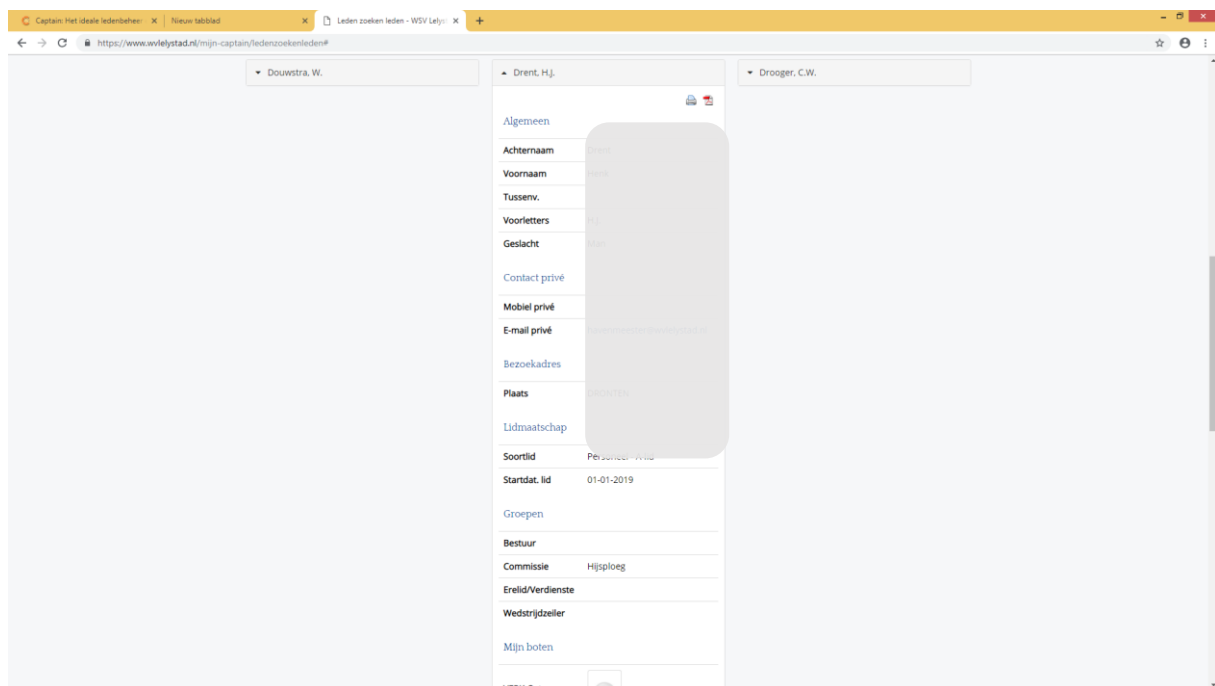 Captain: Het ideale ledenbeheer
Nieuw tabblad
Leden zoeken leden - WSV Lelys
https://www.wvlelystad.nl/mijn-captain/ledenzoekenleden#
Douwstra, W.
Drent, H.J.
Drooger, C.W.
Algemeen
Achternaam
Voornaam
Tussenv.
Voorletters
Geslacht
Contact privé
Mobiel privé
E-mail privé
Bezoekadres
Plaats
Lidmaatschap
Soortlid
Startdat. lid 01-01-2019
Groepen
Bestuur
Commissie Hijsploeg
Erelid/Verdienste
Wedstrijdzeiler
Mijn boten